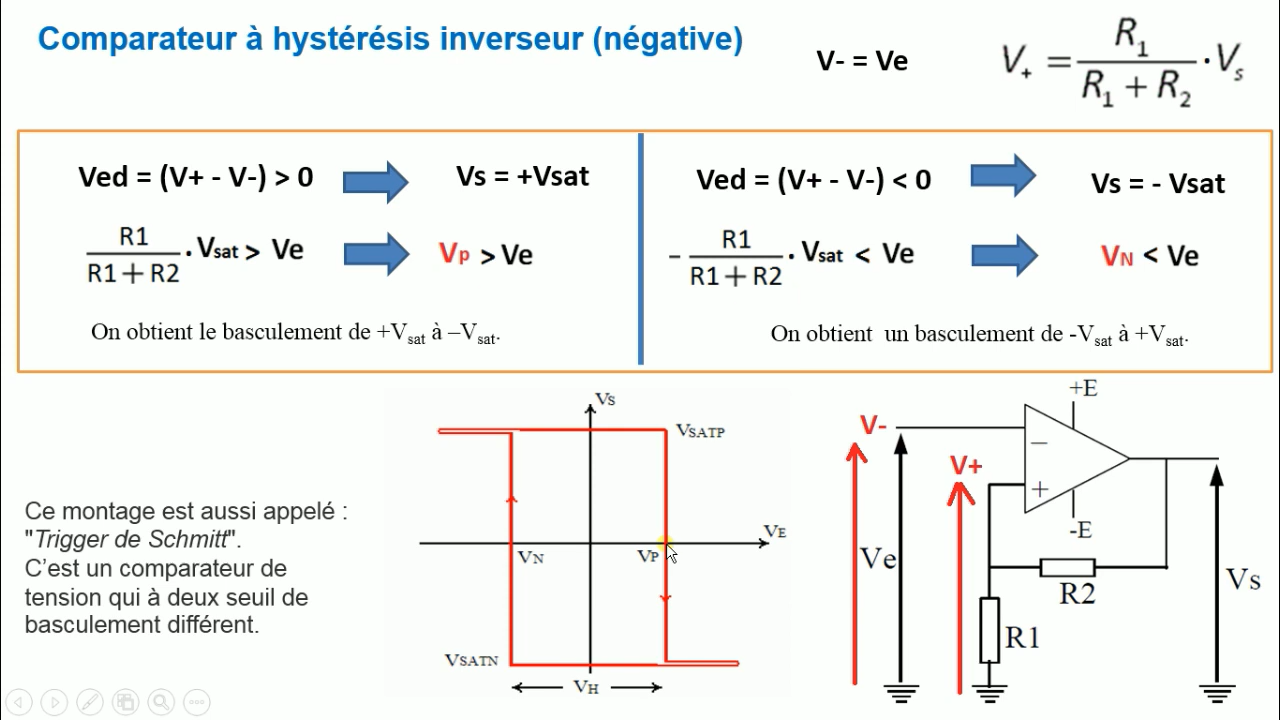 Comparateur à hystérésis inverseur (négative)
V- = Ve
V₊ = R₁ / (R₁ + R₂) · Vₛ
Ved = (V+ - V-) > 0
Vs = +Vsat
R1 / (R1 + R2) . Vsat > Ve
VP > Ve
On obtient le basculement de +Vsat à –Vsat.
Ved = (V+ - V-) < 0
Vs = - Vsat
- R1 / (R1 + R2) . Vsat < Ve
VN < Ve
On obtient un basculement de -Vsat à +Vsat.
Ce montage est aussi appelé :
"Trigger de Schmitt".
C’est un comparateur de
tension qui à deux seuil de
basculement différent.
VS
VSATP
VE
VN
VP
VSATN
VH
+E
V-
−
V+
+
-E
Ve
R2
Vs
R1